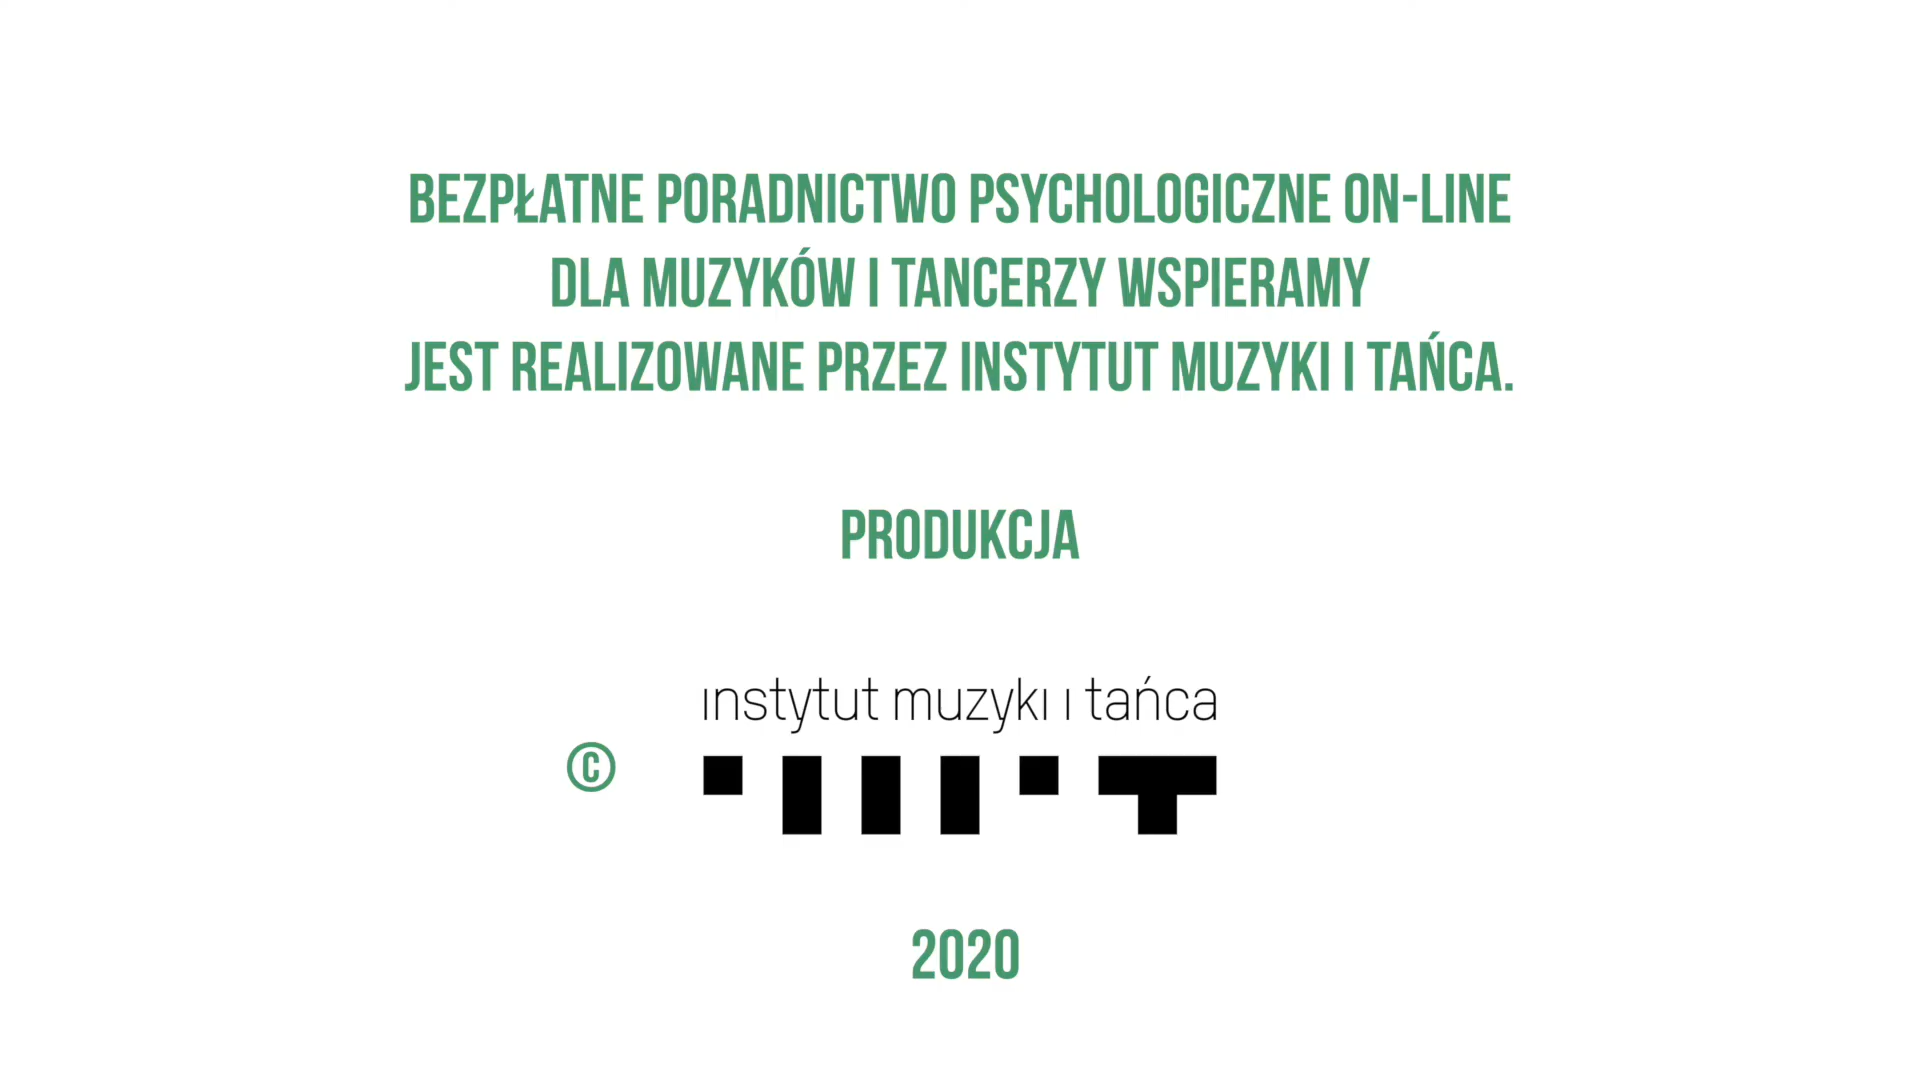 BEZPŁATNE PORADNICTWO PSYCHOLOGICZNE ON-LINE
DLA MUZYKÓW I TANCERZY WSPIERAMY
JEST REALIZOWANE PRZEZ INSTYTUT MUZYKI I TAŃCA.
PRODUKCJA
instytut muzyki i tańca
©
2020